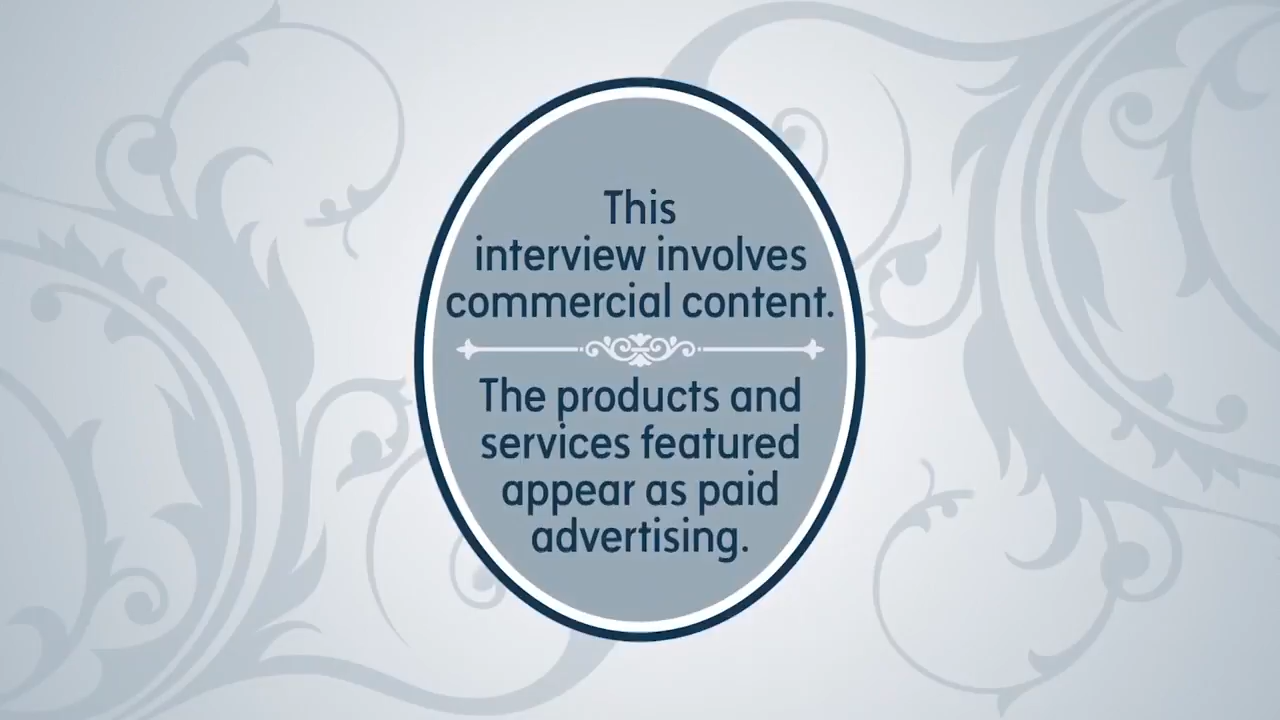 This
interview involves
commercial content.
The products and
services featured
appear as paid
advertising.